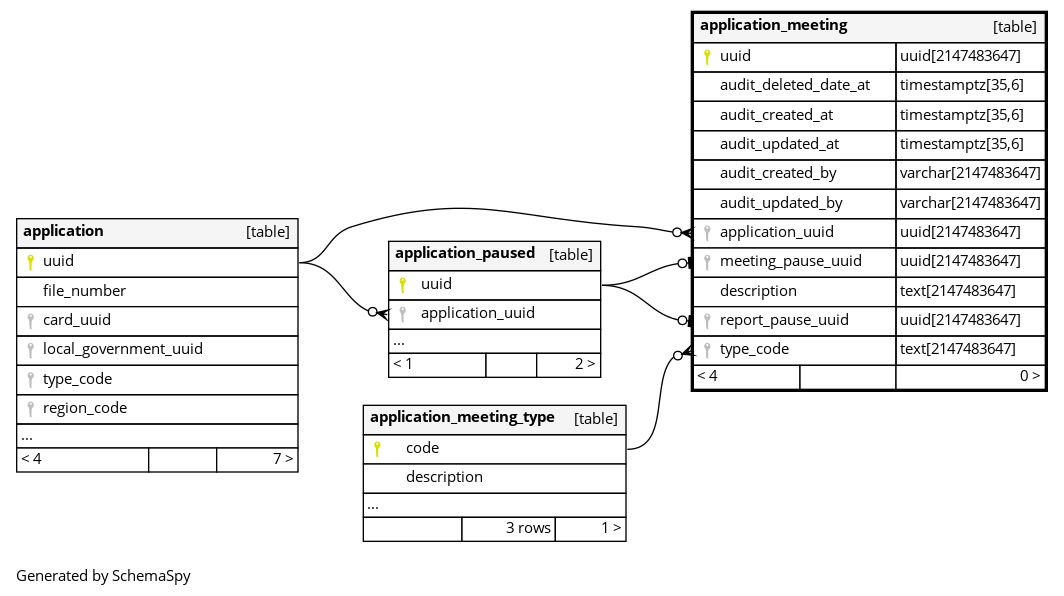 application_meeting [table]
uuid uuid[2147483647]
audit_deleted_date_at timestamptz[35,6]
audit_created_at timestamptz[35,6]
audit_updated_at timestamptz[35,6]
audit_created_by varchar[2147483647]
audit_updated_by varchar[2147483647]
application_uuid uuid[2147483647]
meeting_pause_uuid uuid[2147483647]
description text[2147483647]
report_pause_uuid uuid[2147483647]
type_code text[2147483647]
< 4 0 >
application [table]
uuid
file_number
card_uuid
local_government_uuid
type_code
region_code
...
< 4 7 >
application_paused [table]
uuid
application_uuid
...
< 1 2 >
application_meeting_type [table]
code
description
...
3 rows 1 >
Generated by SchemaSpy